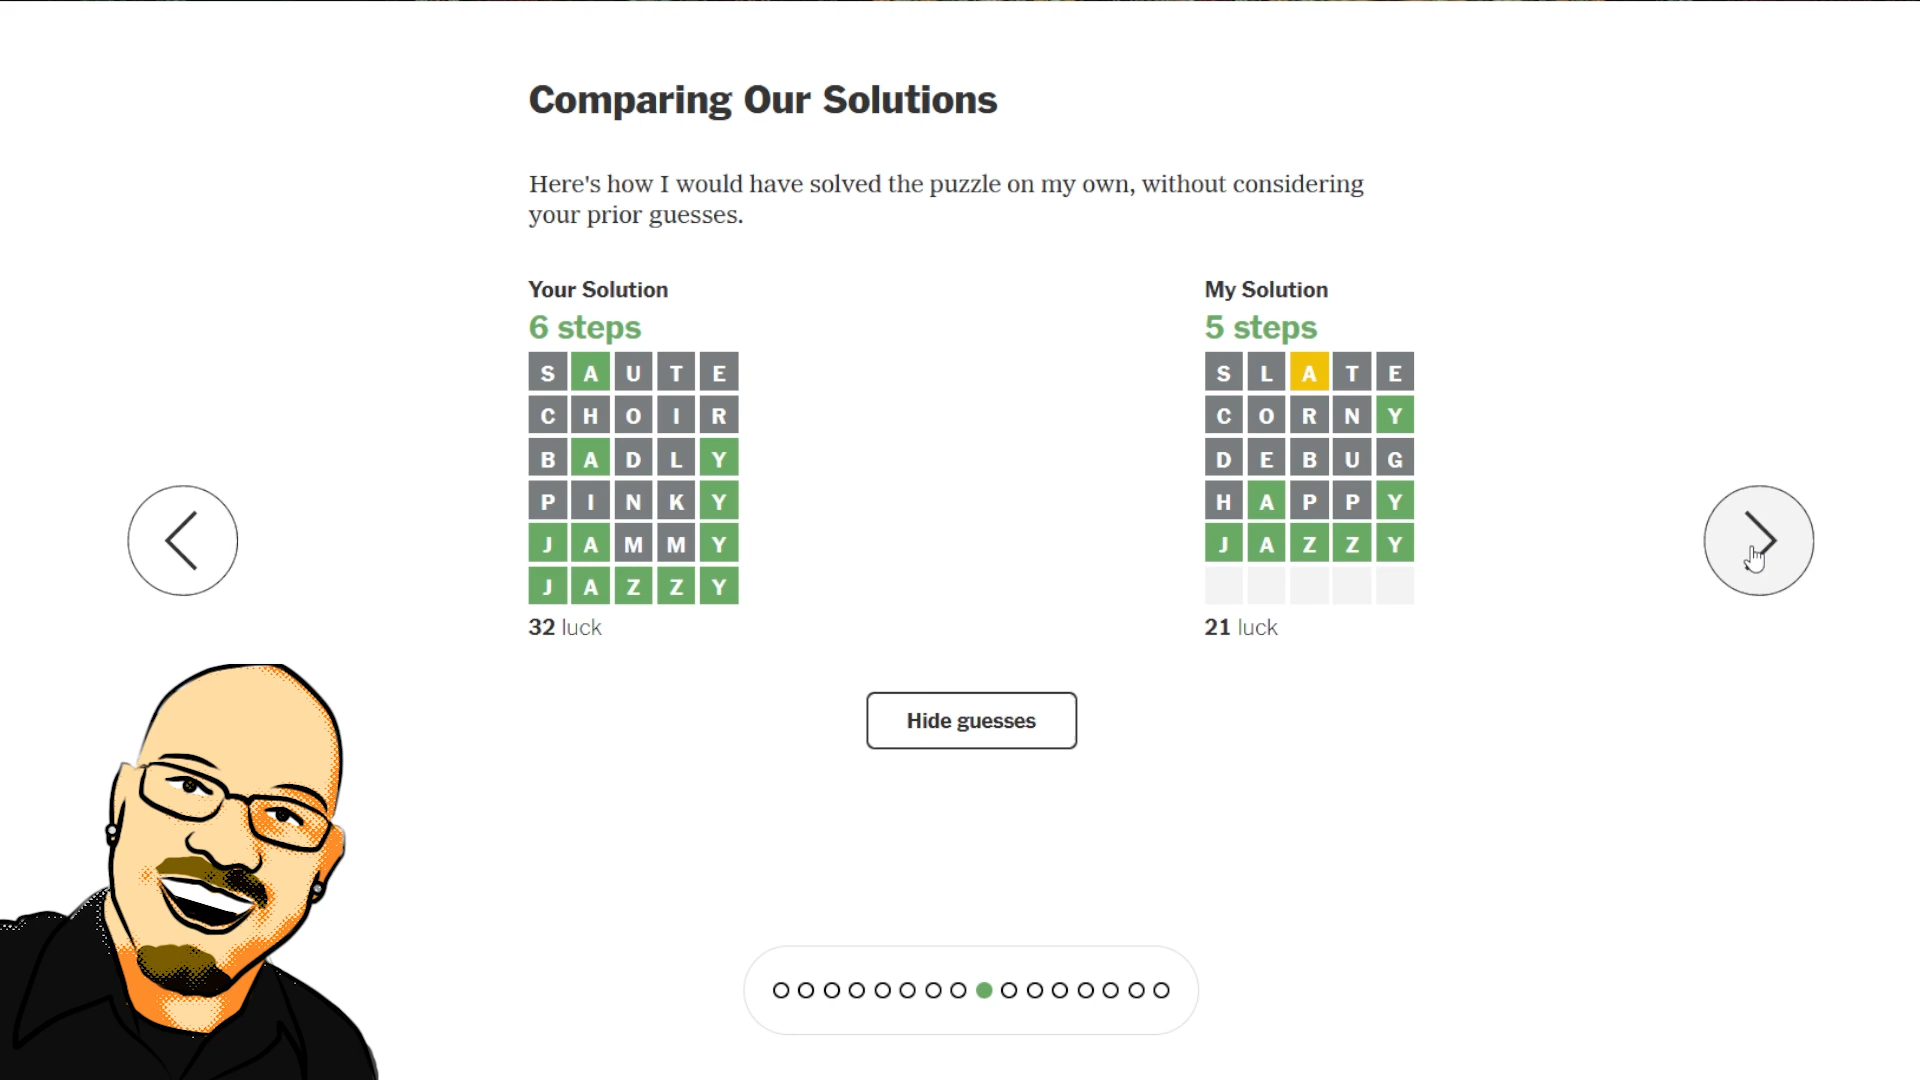 Comparing Our Solutions
Here's how I would have solved the puzzle on my own, without considering
your prior guesses.
Your Solution
6 steps
S A U T E
C H O I R
B A D L Y
P I N K Y
J A M M Y
J A Z Z Y
32 luck
My Solution
5 steps
S L A T E
C O R N Y
D E B U G
H A P P Y
J A Z Z Y
21 luck
Hide guesses